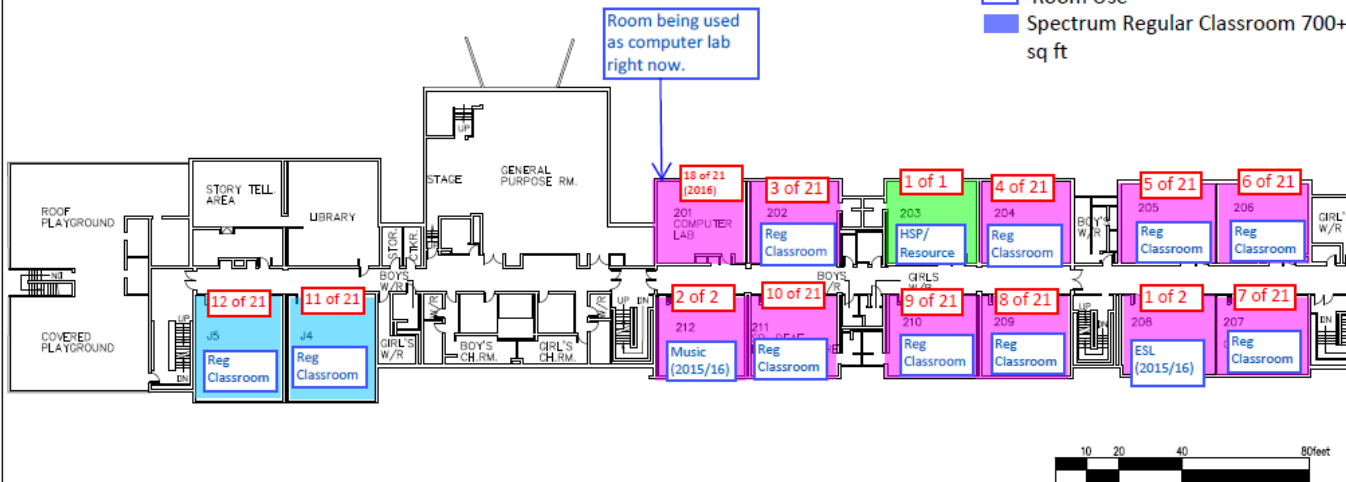 Room Use
Spectrum Regular Classroom 700+
sq ft
Room being used
as computer lab
right now.
UP
STAGE
GENERAL
PURPOSE RM.
STORY TELL.
AREA
LIBRARY
ROOF
PLAYGROUND
STOR.
CTKR.
DN
BOYS
W/R
18 of 21
(2016)
201
COMPUTER
LAB
3 of 21
202
Reg
Classroom
1 of 1
203
HSP/
Resource
4 of 21
204
Reg
Classroom
BOY'S
W/R
5 of 21
205
Reg
Classroom
6 of 21
206
Reg
Classroom
GIRL'S
W/R
BOYS
W/R
GIRLS
W/R
COVERED
PLAYGROUND
UP
DN
12 of 21
J5
Reg
Classroom
11 of 21
J4
Reg
Classroom
GIRL'S
W/R
W/R
BOY'S
CH.RM.
GIRL'S
CH.RM.
W/R
UP DN
2 of 2
212
Music
(2015/16)
10 of 21
211
Reg
Classroom
9 of 21
210
Reg
Classroom
8 of 21
209
Reg
Classroom
UP
DN
1 of 2
208
ESL
(2015/16)
7 of 21
207
Reg
Classroom
UP
DN
10 20 40 80feet